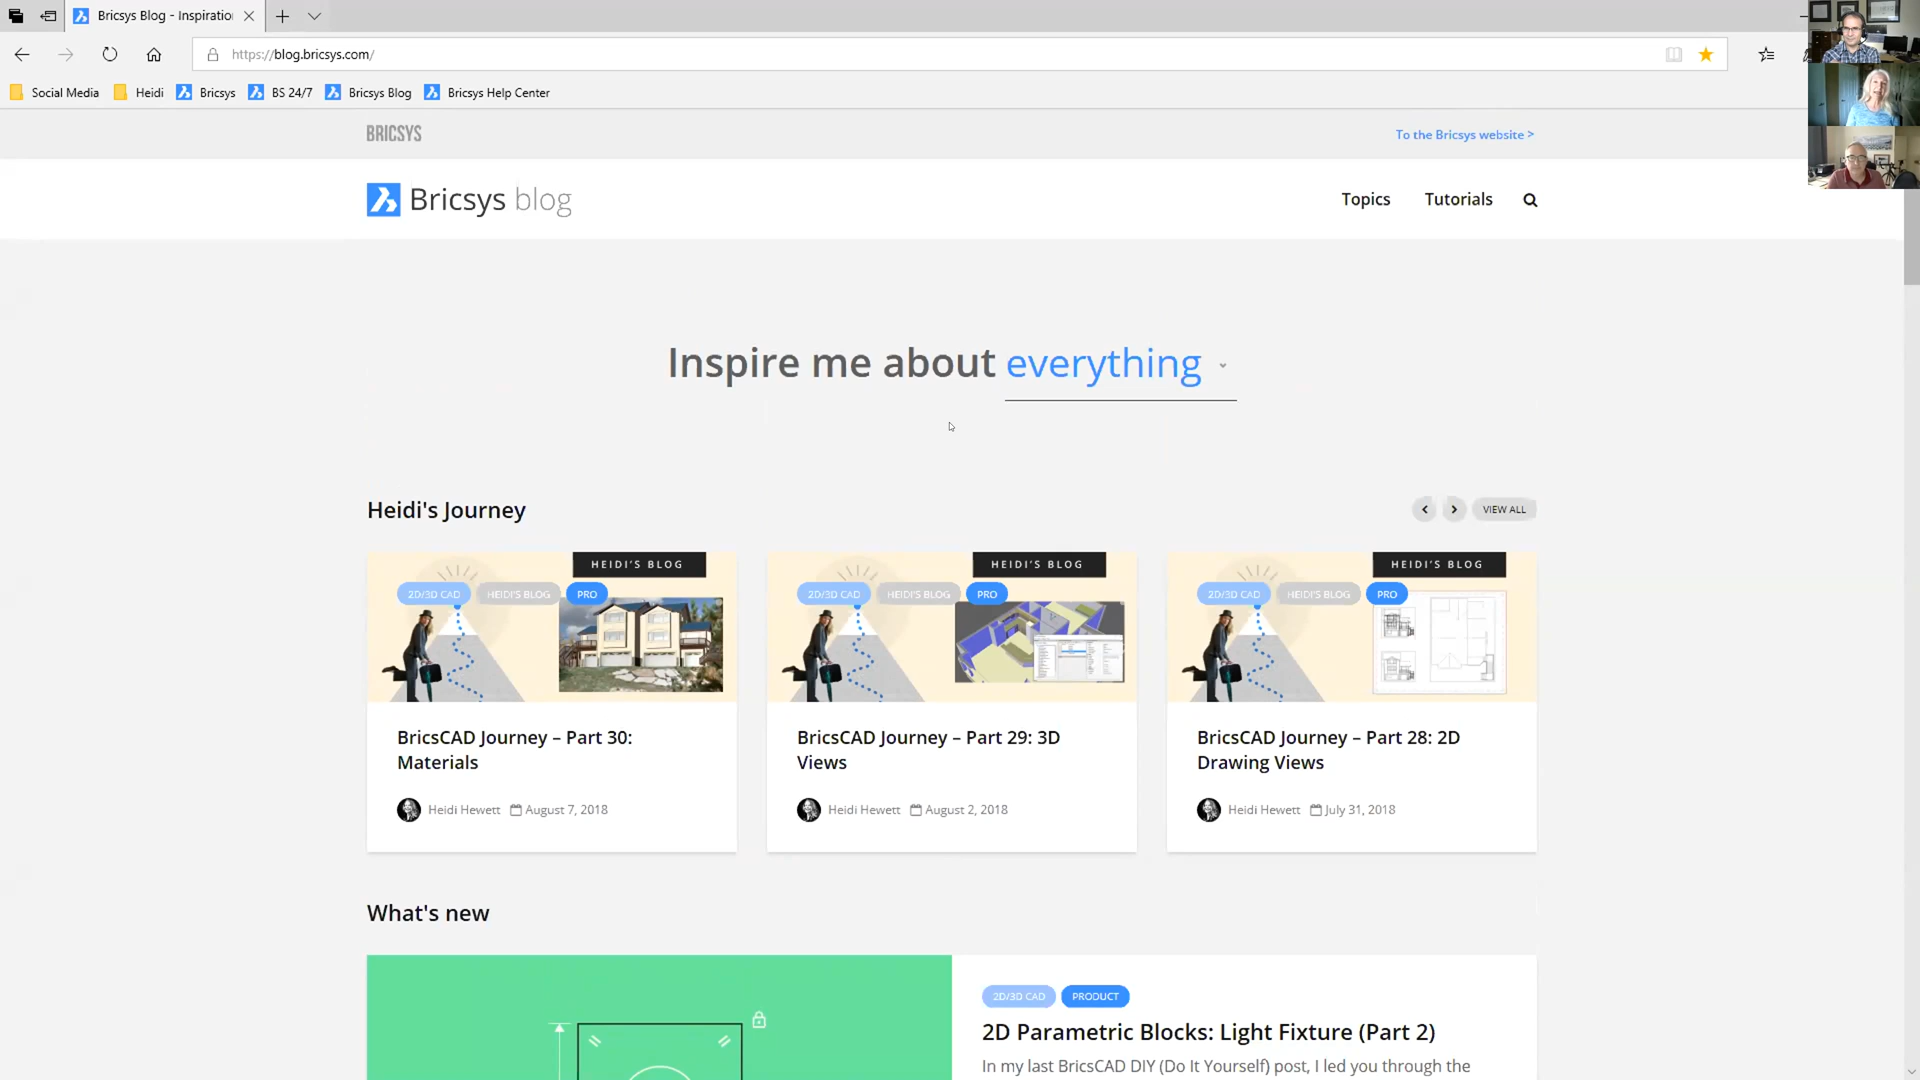 Bricsys Blog - Inspiratio
https://blog.bricsys.com/
Social Media Heidi Bricsys BS 24/7 Bricsys Blog Bricsys Help Center
BRICSYS
To the Bricsys website >
Bricsys blog
Topics Tutorials
Inspire me about everything
Heidi's Journey
VIEW ALL
HEIDI'S BLOG
2D/3D CAD HEIDI'S BLOG PRO
BricsCAD Journey – Part 30:
Materials
Heidi Hewett August 7, 2018
HEIDI'S BLOG
2D/3D CAD HEIDI'S BLOG PRO
BricsCAD Journey – Part 29: 3D
Views
Heidi Hewett August 2, 2018
HEIDI'S BLOG
2D/3D CAD HEIDI'S BLOG PRO
BricsCAD Journey – Part 28: 2D
Drawing Views
Heidi Hewett July 31, 2018
What's new
2D/3D CAD PRODUCT
2D Parametric Blocks: Light Fixture (Part 2)
In my last BricsCAD DIY (Do It Yourself) post, I led you through the